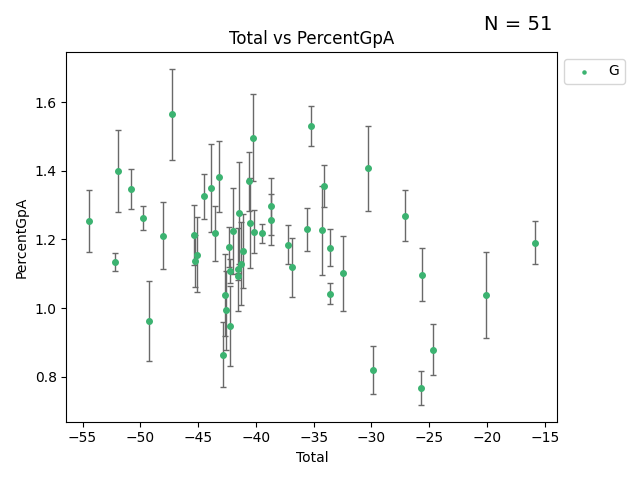 N = 51
Total vs PercentGpA
G
PercentGpA
1.6
1.4
1.2
1.0
0.8
−55 −50 −45 −40 −35 −30 −25 −20 −15
Total